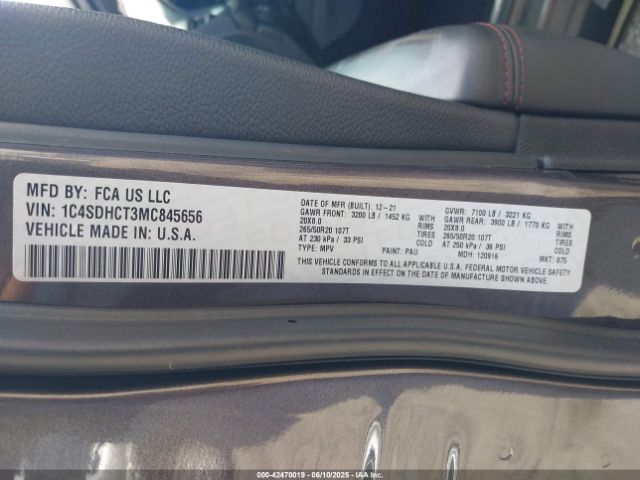 MFD BY: FCA US LLC
VIN: 1C4SDHCT3MC845656
VEHICLE MADE IN: U.S.A.
DATE OF MFR (BUILT): 12-21
GAWR FRONT: 3200 LB / 1452 KG WITH
20X8.0 RIMS
265/50R20 107T TIRES
AT 230 kPa / 33 PSI COLD
TYPE: MPV PAINT: PAU
GVWR: 7100 LB / 3221 KG
GAWR REAR: 3900 LB / 1770 KG WITH
20X8.0 RIMS
265/50R20 107T TIRES
AT 250 kPa / 36 PSI COLD
MDH: 120916 MKT: 875
THIS VEHICLE CONFORMS TO ALL APPLICABLE U.S.A. FEDERAL MOTOR VEHICLE SAFETY
STANDARDS IN EFFECT ON THE DATE OF MANUFACTURE SHOWN ABOVE.
000-42470019 - 06/10/2025 - COPYRIGHT IAA, LLC.